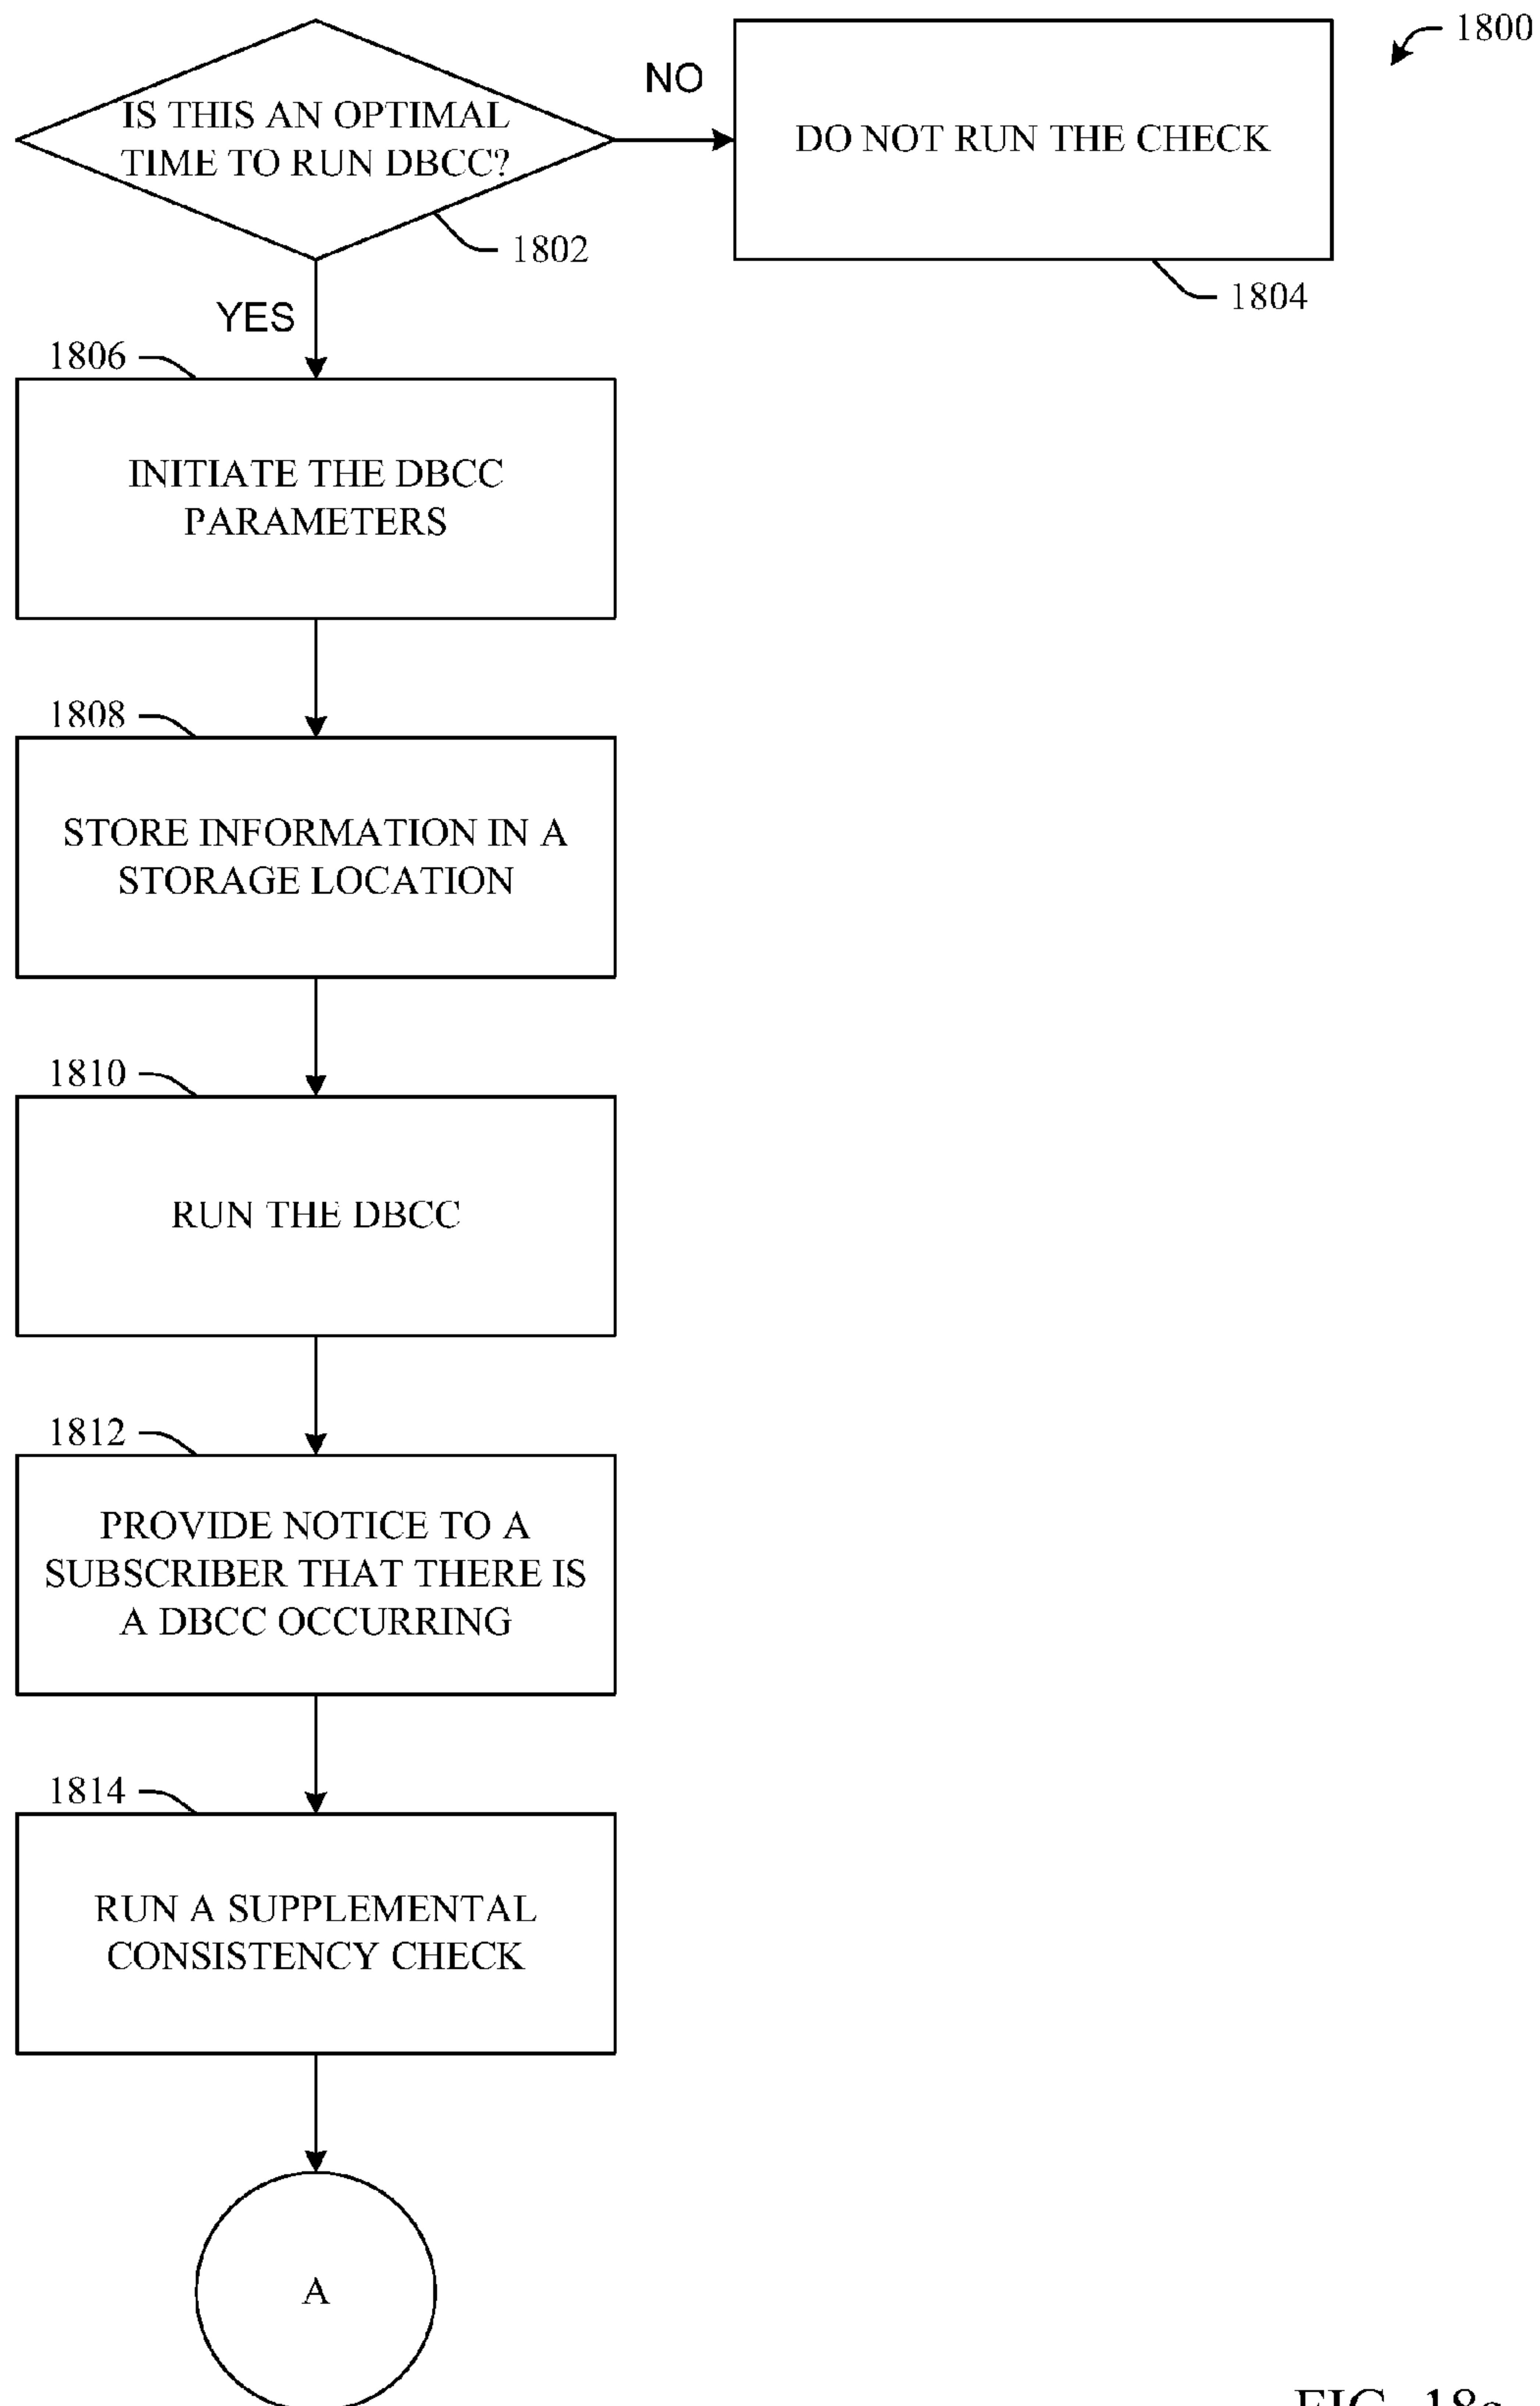 1800
IS THIS AN OPTIMAL
TIME TO RUN DBCC?
NO
DO NOT RUN THE CHECK
1802
1804
YES
1806
INITIATE THE DBCC
PARAMETERS
1808
STORE INFORMATION IN A
STORAGE LOCATION
1810
RUN THE DBCC
1812
PROVIDE NOTICE TO A
SUBSCRIBER THAT THERE IS
A DBCC OCCURRING
1814
RUN A SUPPLEMENTAL
CONSISTENCY CHECK
A
FIG.